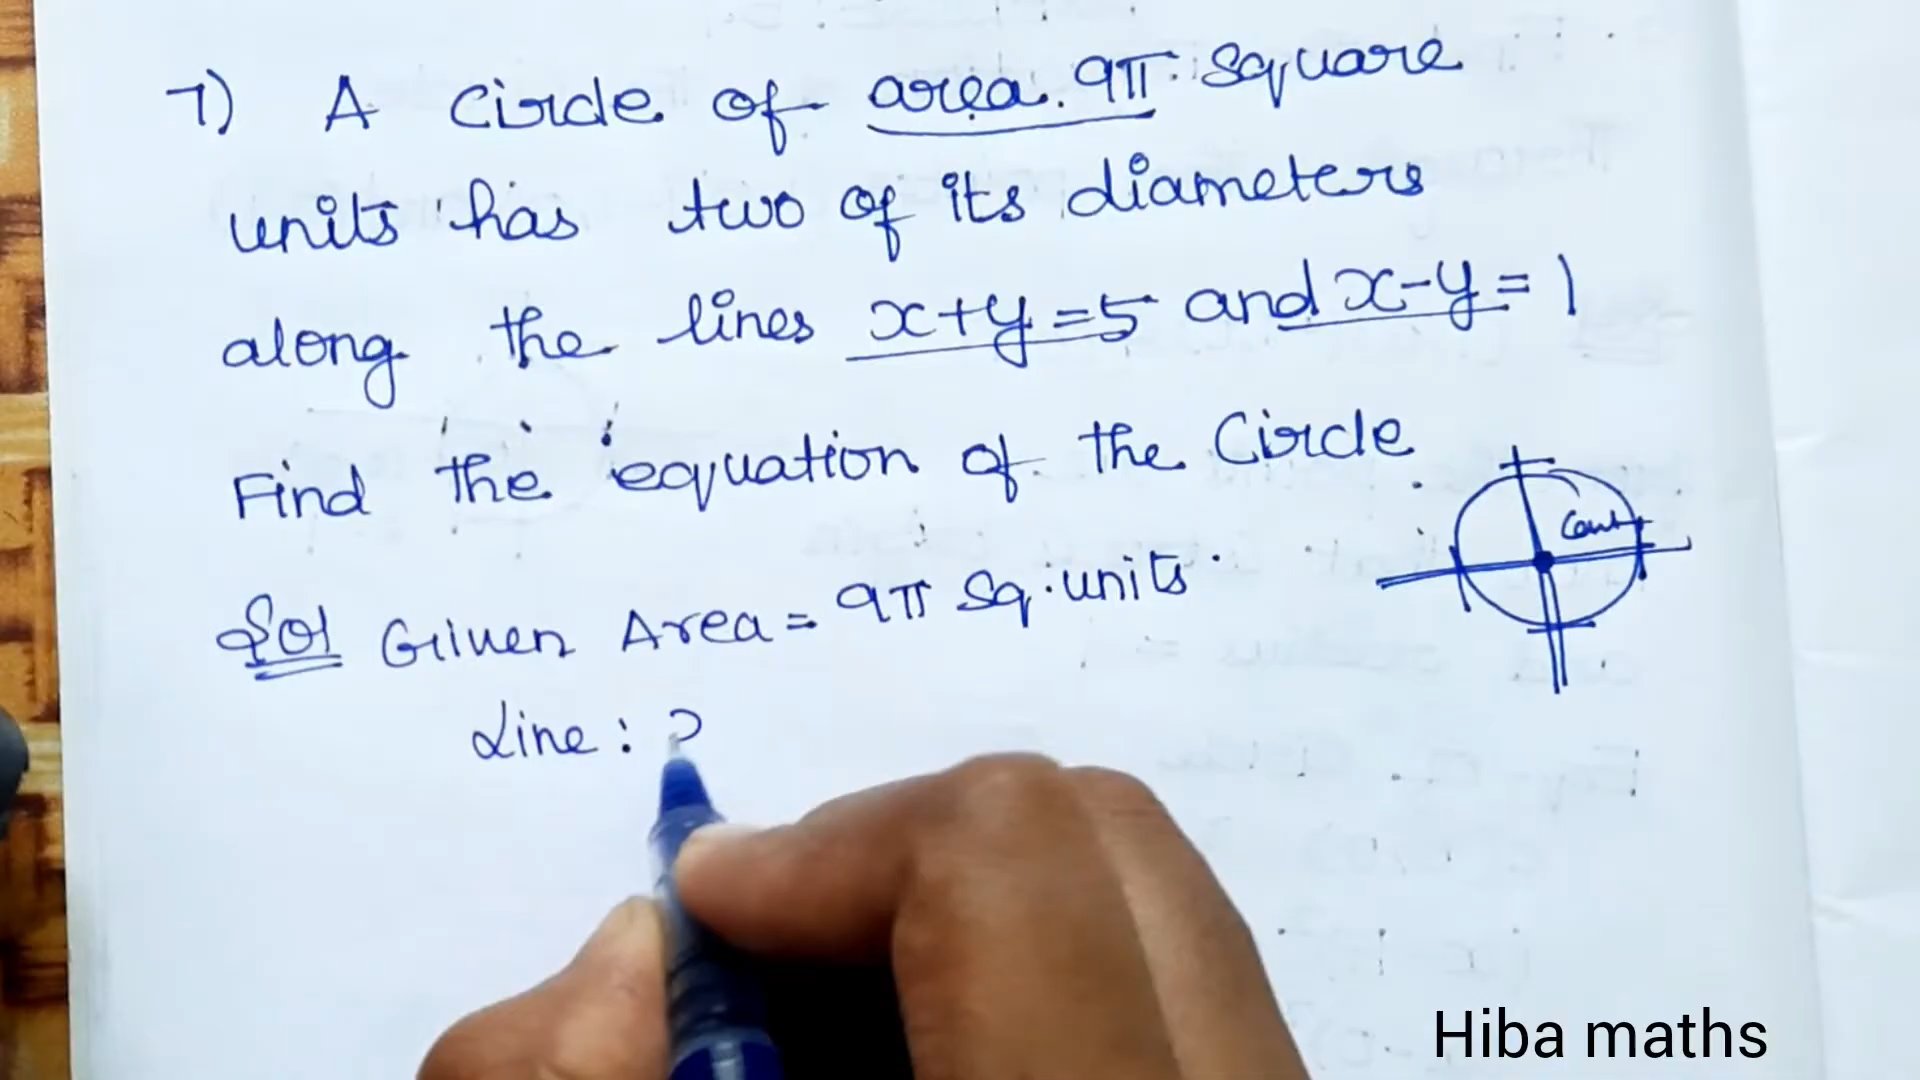 7) A Circle of area 9π square
units has two of its diameters
along the lines x+y=5 and x-y=1
Find the equation of the Circle
Cent
Sol Given Area = 9π Sq: units
Line :
Hiba maths